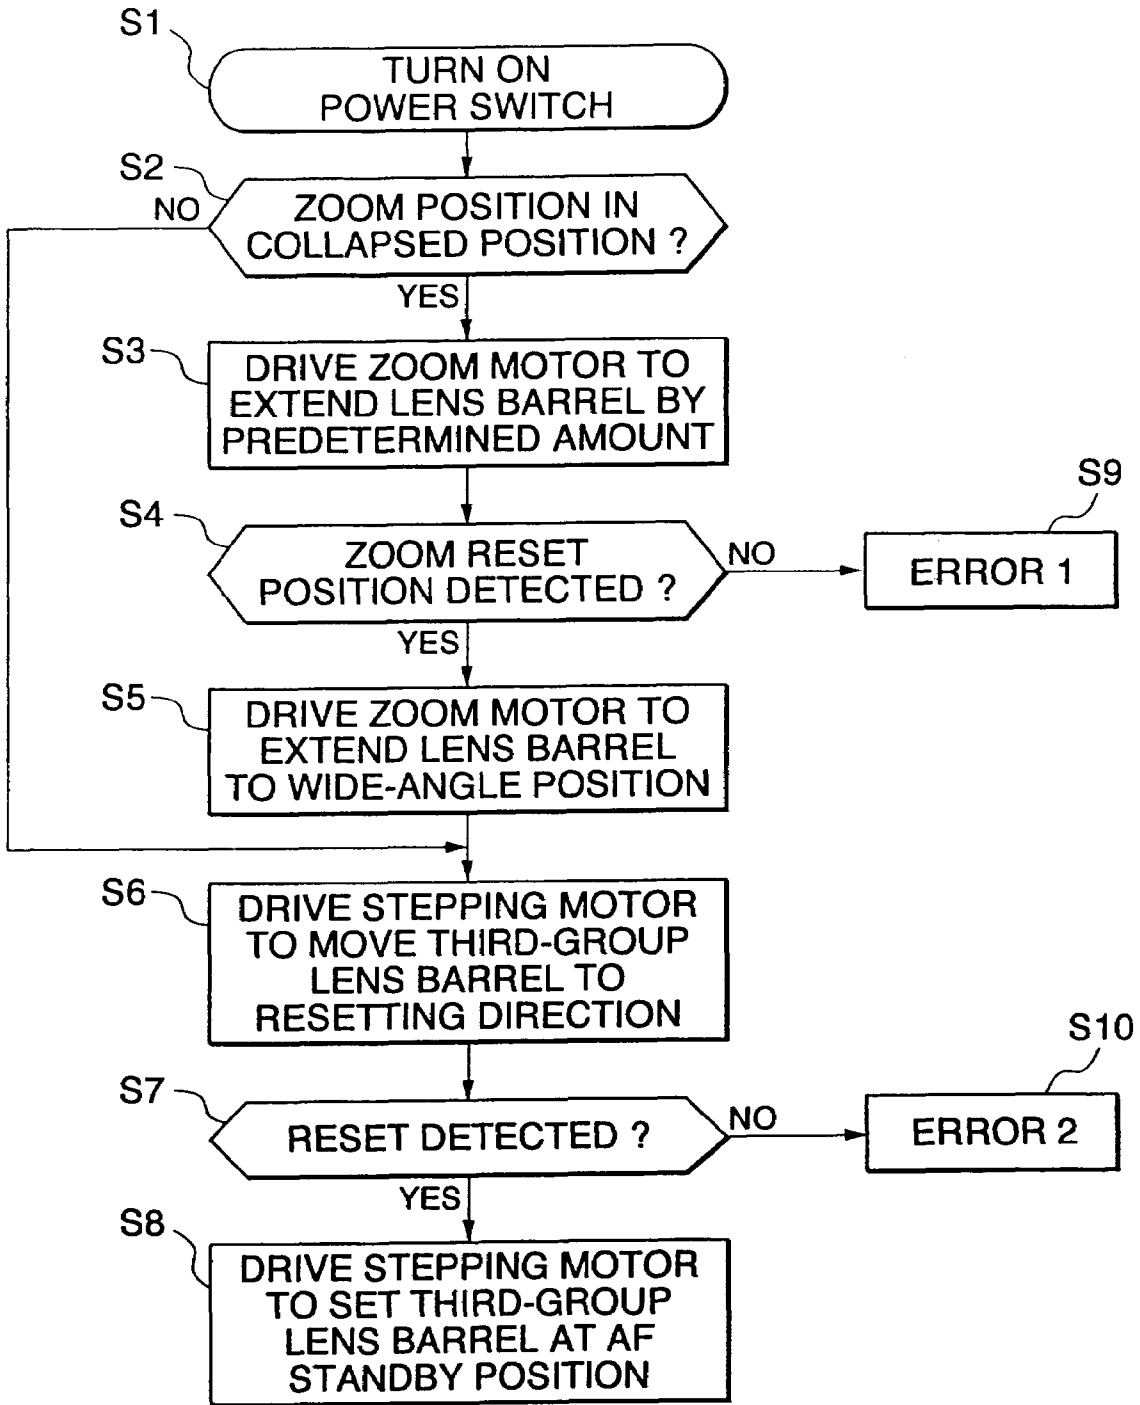 S1
TURN ON
POWER SWITCH
S2
NO
ZOOM POSITION IN
COLLAPSED POSITION ?
YES
S3
DRIVE ZOOM MOTOR TO
EXTEND LENS BARREL BY
PREDETERMINED AMOUNT
S4
ZOOM RESET
POSITION DETECTED ?
NO
S9
ERROR 1
YES
S5
DRIVE ZOOM MOTOR TO
EXTEND LENS BARREL
TO WIDE-ANGLE POSITION
S6
DRIVE STEPPING MOTOR
TO MOVE THIRD-GROUP
LENS BARREL TO
RESETTING DIRECTION
S7
RESET DETECTED ?
NO
S10
ERROR 2
YES
S8
DRIVE STEPPING MOTOR
TO SET THIRD-GROUP
LENS BARREL AT AF
STANDBY POSITION